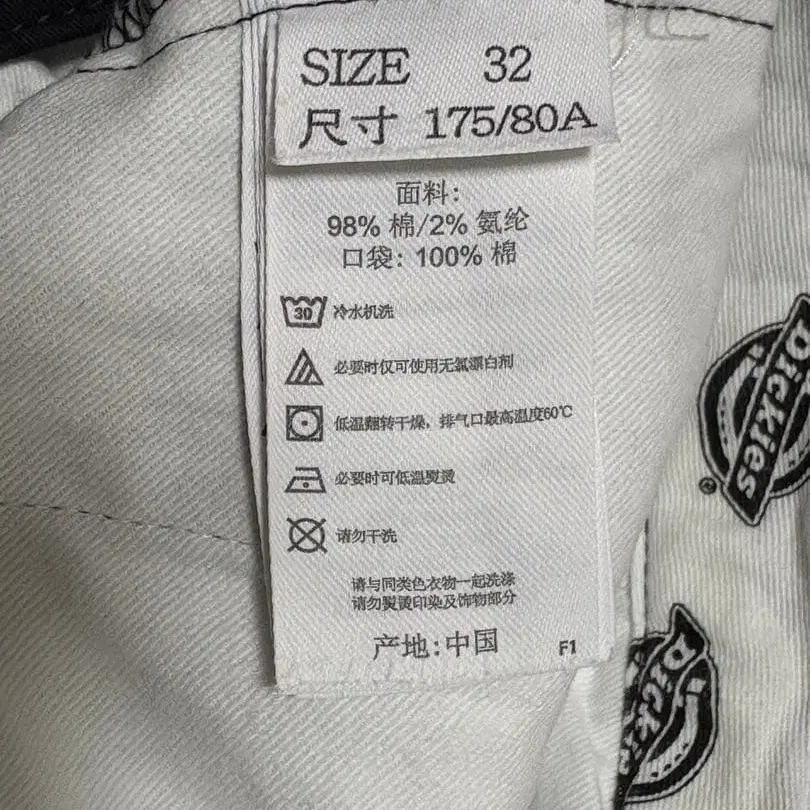 SIZE 32
尺寸 175/80A
面料:
98% 棉/2% 氨纶
口袋: 100% 棉
30 冷水机洗
必要时仅可使用无氯漂白剂
低温翻转干燥，排气口最高温度60℃
必要时可低温熨烫
请勿干洗
请与同类色衣物一起洗涤
请勿熨烫印染及饰物部分
产地:中国 F1
Dickies
®
Dickies